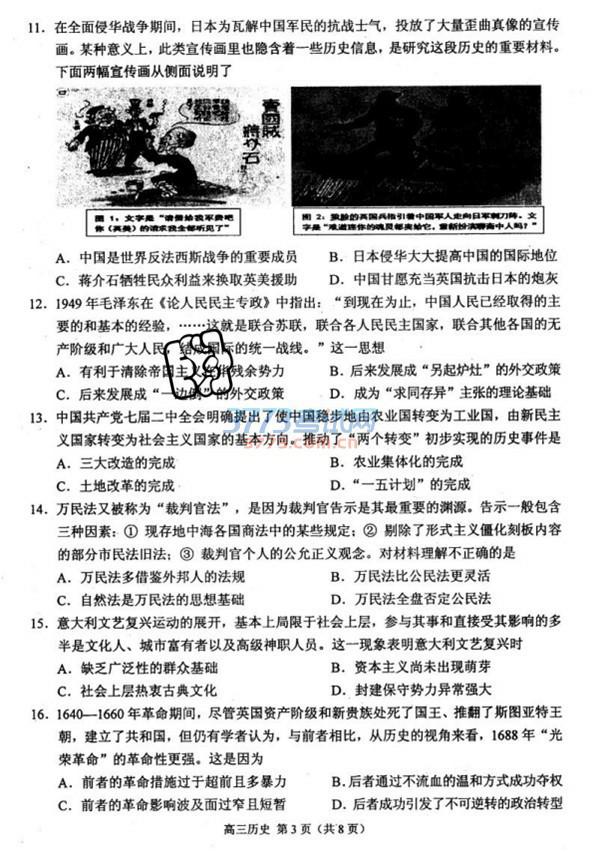 11. 在全面侵华战争期间，日本为瓦解中国军民的抗战士气，投放了大量歪曲真像的宣传
画。某种意义上，此类宣传画里也隐含着一些历史信息，是研究这段历史的重要材料。
下面两幅宣传画从侧面说明了
賣國賊
蔣介石
图 1：文字是“请借给我军费吧
你（英美）的请求我全都听见了”
图 2：狼脸的英国兵指引着中国军人走向日军刺刀阵。文
字是“难道连你的魂灵都卖给它，重新扮演聊斋中人吗？”
A．中国是世界反法西斯战争的重要成员 B．日本侵华大大提高中国的国际地位
C．蒋介石牺牲民众利益来换取英美援助 D．中国甘愿充当英国抗击日本的炮灰
12. 1949 年毛泽东在《论人民民主专政》中指出：“到现在为止，中国人民已经取得的主
要的和基本的经验，……这就是联合苏联，联合各人民民主国家，联合其他各国的无
产阶级和广大人民，结成国际的统一战线。”这一思想
A．有利于清除帝国主义在华残余势力 B．后来发展成“另起炉灶”的外交政策
C．后来发展成“一边倒”的外交政策 D．成为“求同存异”主张的理论基础
13. 中国共产党七届二中全会明确提出了使中国稳步地由农业国转变为工业国，由新民主
义国家转变为社会主义国家的基本方向。推动了“两个转变”初步实现的历史事件是
5773考试网
5773.com.cn
A．三大改造的完成 B．农业集体化的完成
C．土地改革的完成 D．“一五计划”的完成
14. 万民法又被称为“裁判官法”，是因为裁判官告示是其最重要的渊源。告示一般包含
三种因素：① 现存地中海各国商法中的某些规定；② 剔除了形式主义僵化刻板内容
的部分市民法旧法；③ 裁判官个人的公允正义观念。对材料理解不正确的是
A．万民法多借鉴外邦人的法规 B．万民法比公民法更灵活
C．自然法是万民法的思想基础 D．万民法全盘否定公民法
15. 意大利文艺复兴运动的展开，基本上局限于社会上层，参与其事和直接受其影响的多
半是文化人、城市富有者以及高级神职人员。这一现象表明意大利文艺复兴时
A．缺乏广泛性的群众基础 B．资本主义尚未出现萌芽
C．社会上层热衷古典文化 D．封建保守势力异常强大
16. 1640—1660 年革命期间，尽管英国资产阶级和新贵族处死了国王、推翻了斯图亚特王
朝，建立了共和国，但仍有学者认为，与前者相比，从历史的视角来看，1688 年“光
荣革命”的革命性更强。这是因为
A．前者的革命措施过于超前且多暴力 B．后者通过不流血的温和方式成功夺权
C．前者的革命影响波及面过窄且短暂 D．后者成功引发了不可逆转的政治转型
高三历史 第 3 页（共 8 页）